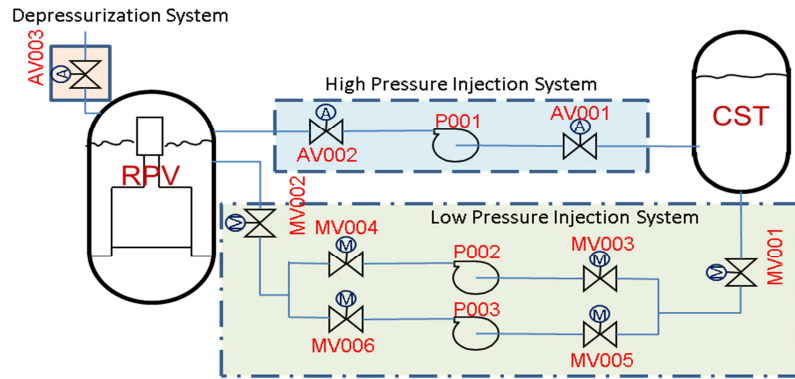 Depressurization System
AV003
A
High Pressure Injection System
A
AV002
P001
AV001
A
CST
RPV
MV002
M
Low Pressure Injection System
MV004
M
P002
MV003
M
MV001
M
M
MV006
P003
M
MV005